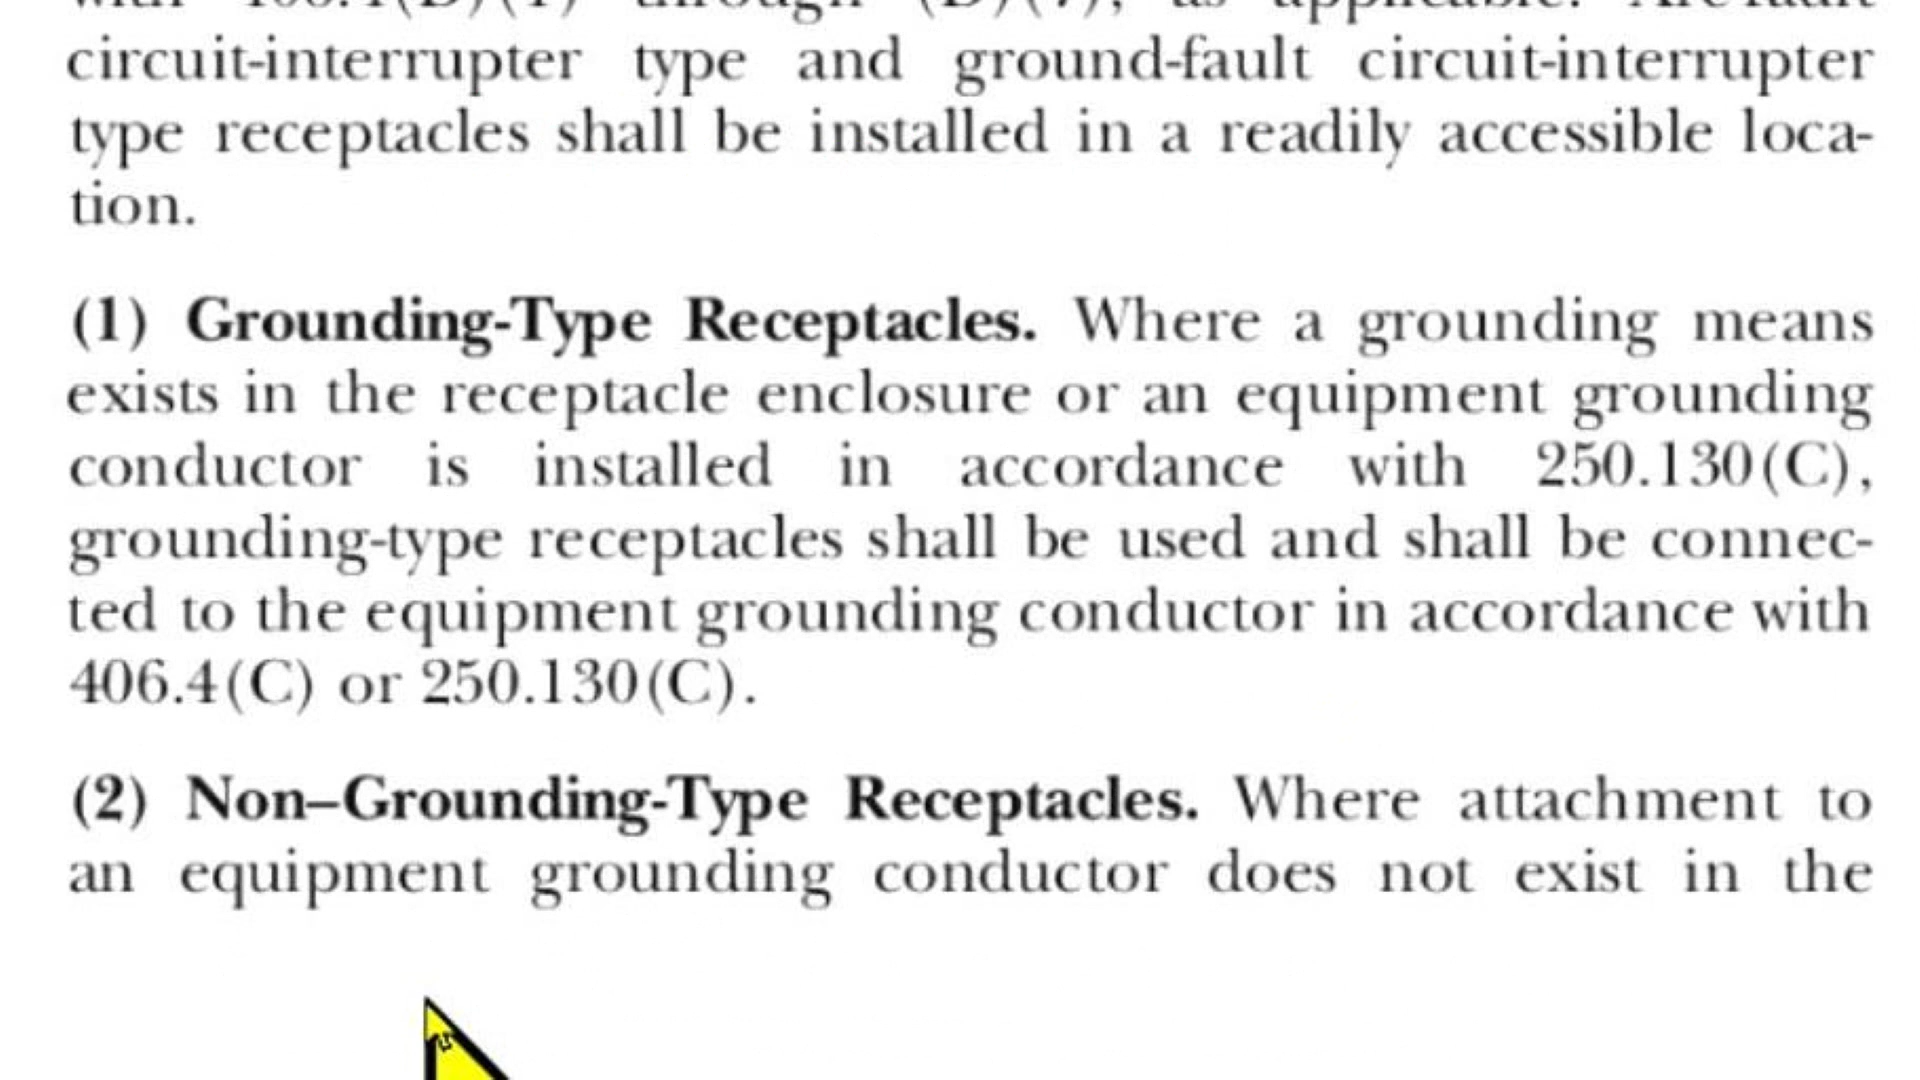 circuit-interrupter type and ground-fault circuit-interrupter
type receptacles shall be installed in a readily accessible loca-
tion.
(1) Grounding-Type Receptacles. Where a grounding means
exists in the receptacle enclosure or an equipment grounding
conductor is installed in accordance with 250.130(C),
grounding-type receptacles shall be used and shall be connec-
ted to the equipment grounding conductor in accordance with
406.4(C) or 250.130(C).
(2) Non–Grounding-Type Receptacles. Where attachment to
an equipment grounding conductor does not exist in the